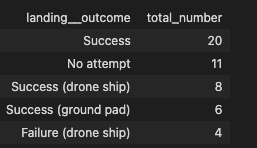 landing__outcome total_number
Success 20
No attempt 11
Success (drone ship) 8
Success (ground pad) 6
Failure (drone ship) 4